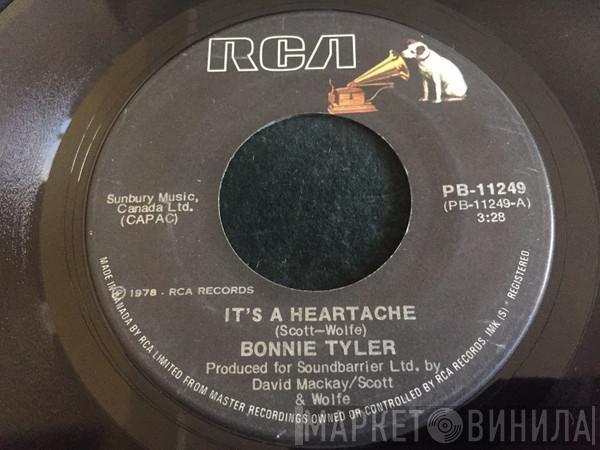 RCA
Sunbury Music,
Canada Ltd.
(CAPAC)
PB-11249
(PB-11249-A)
3:28
℗ 1978 - RCA RECORDS
IT'S A HEARTACHE
(Scott–Wolfe)
BONNIE TYLER
Produced for Soundbarrier Ltd. by
David Mackay/Scott
& Wolfe
MADE IN CANADA BY RCA LIMITED FROM MASTER RECORDINGS OWNED OR CONTROLLED BY RCA RECORDS. IMK (S) ® REGISTERED.
МАРКЕТ ВИНИЛА